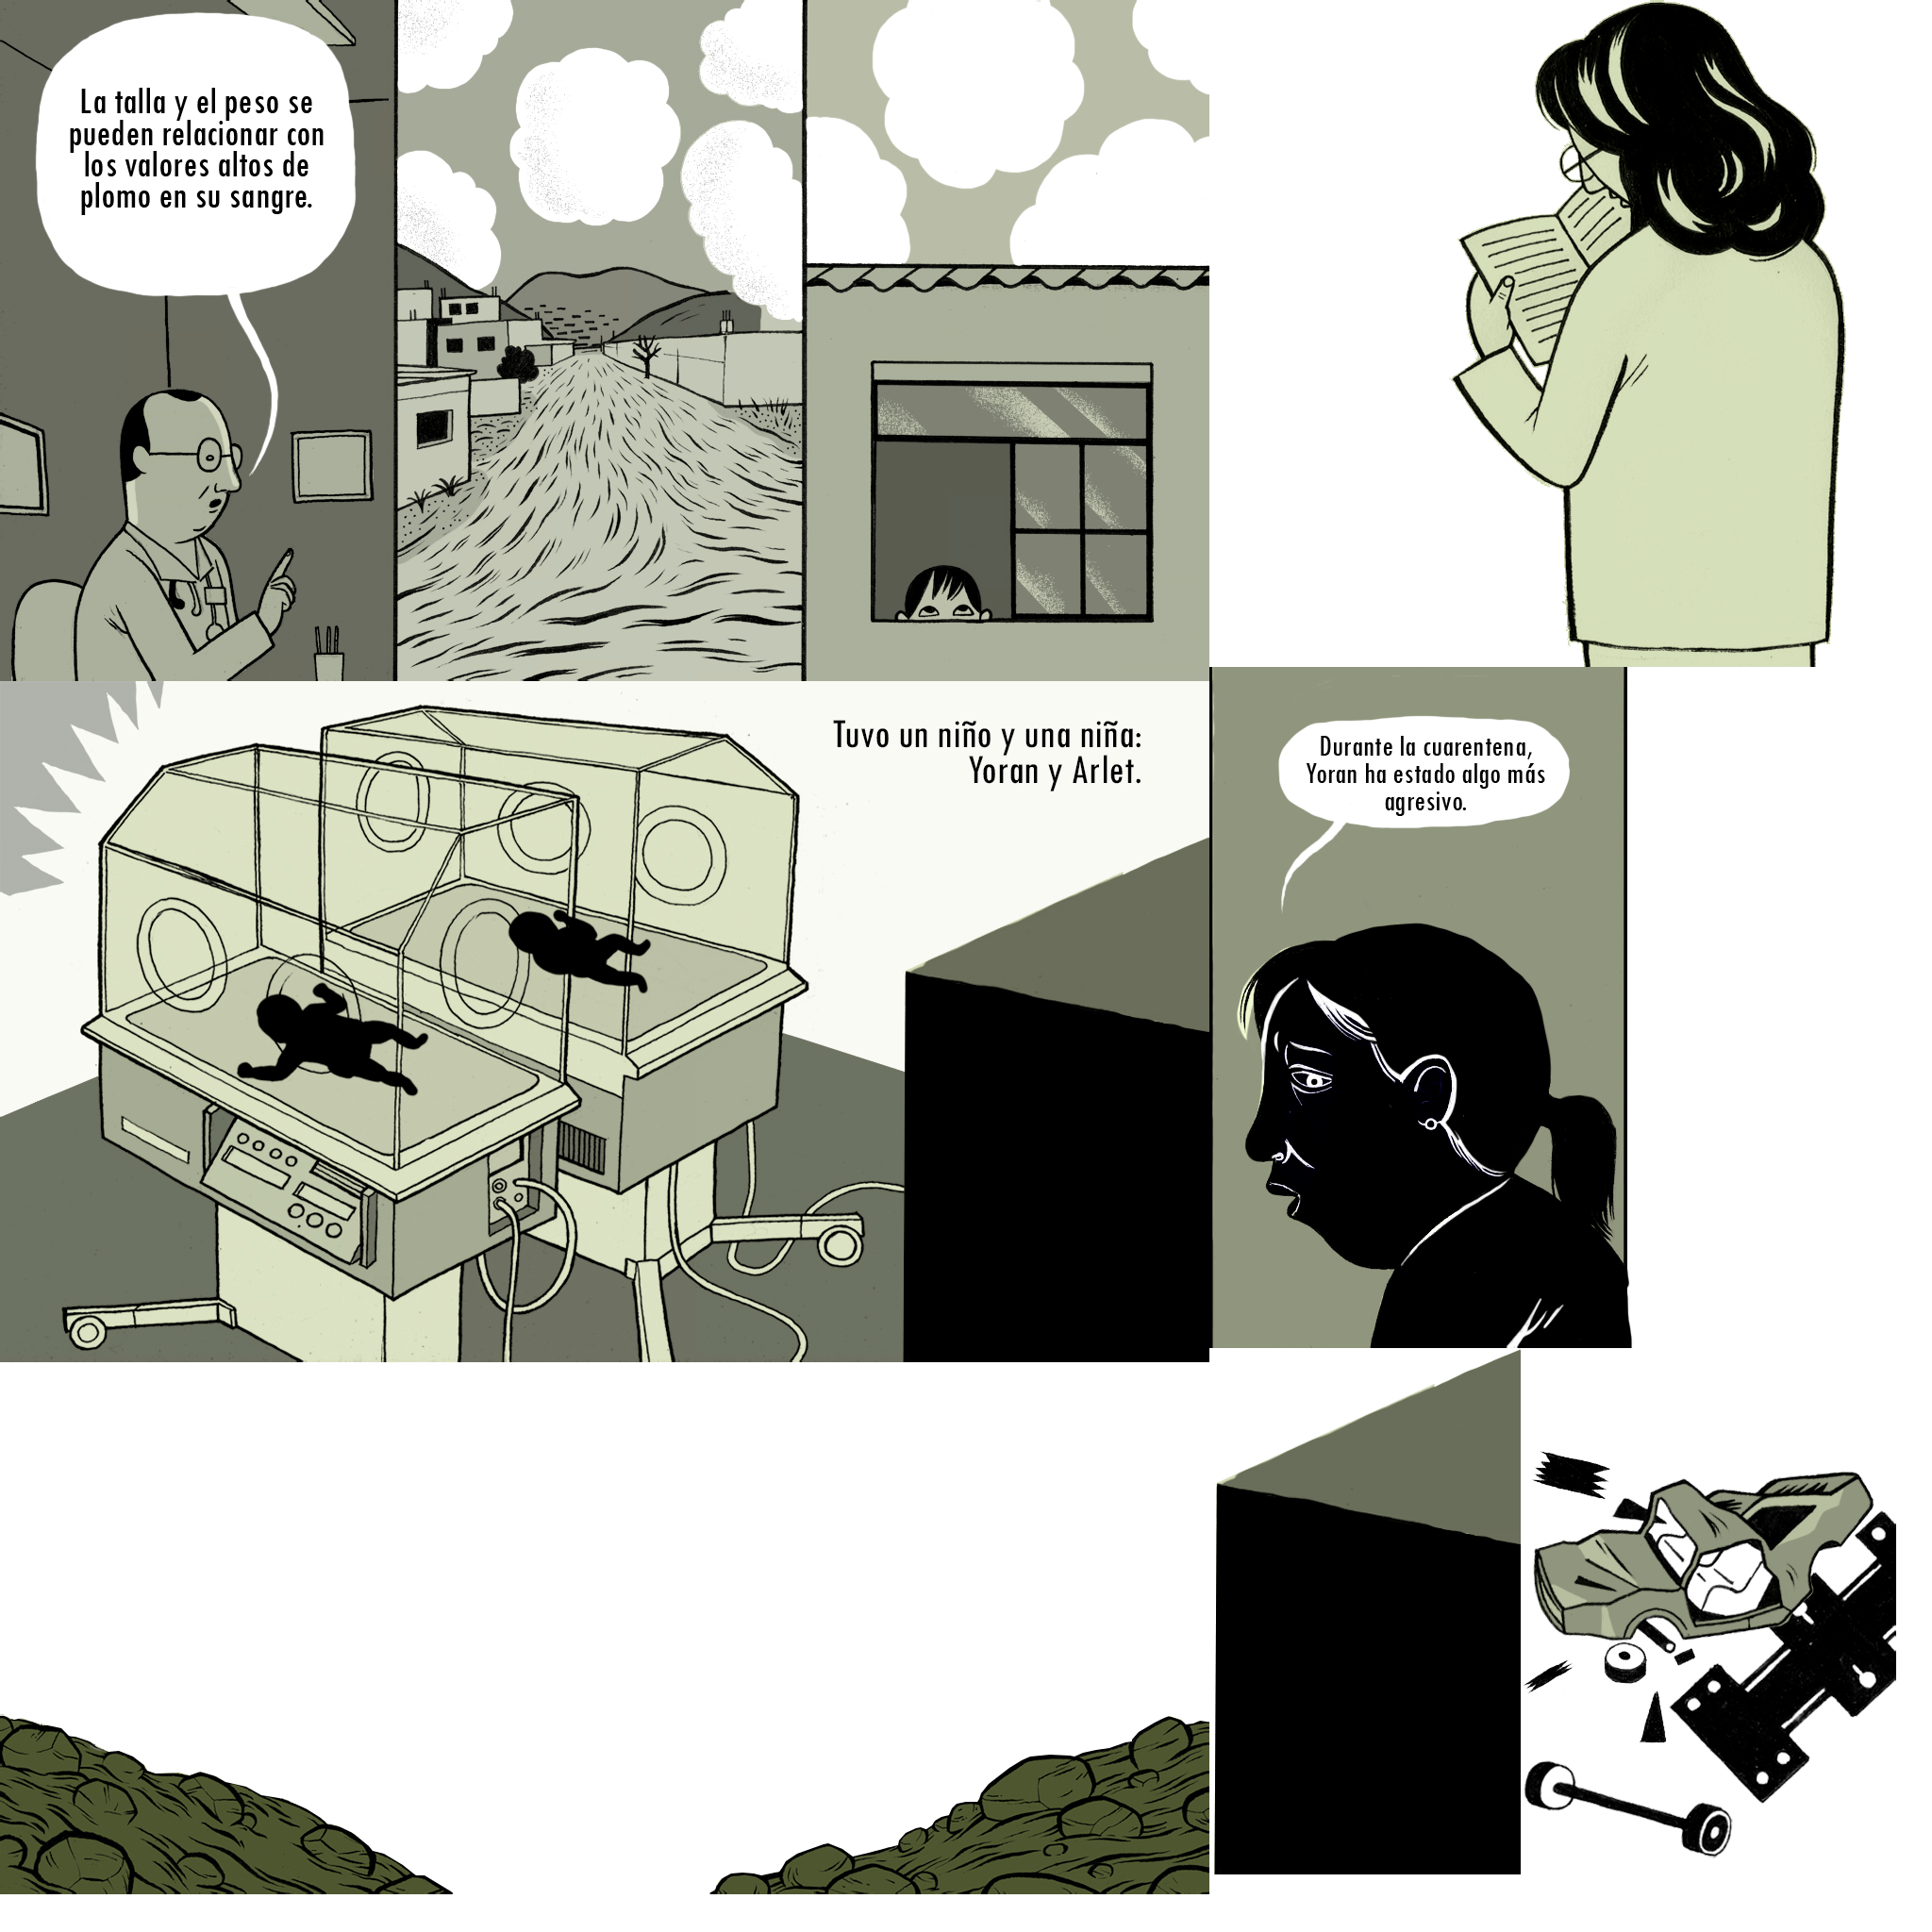 La talla y el peso se
pueden relacionar con
los valores altos de
plomo en su sangre.
Tuvo un niño y una niña:
Yoran y Arlet.
Durante la cuarentena,
Yoran ha estado algo más
agresivo.